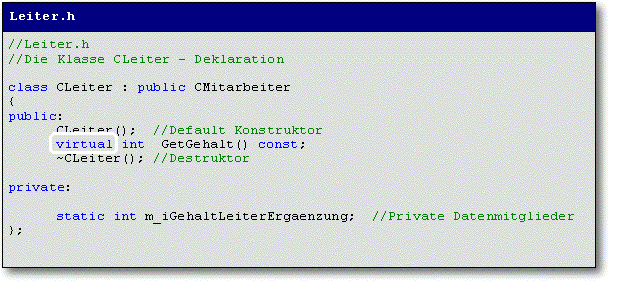 Leiter.h
//Leiter.h
//Die Klasse CLeiter - Deklaration
class CLeiter : public CMitarbeiter
{
public:
CLeiter(); //Default Konstruktor
virtual int GetGehalt() const;
~CLeiter(); //Destruktor
private:
static int m_iGehaltLeiterErgaenzung; //Private Datenmitglieder
};